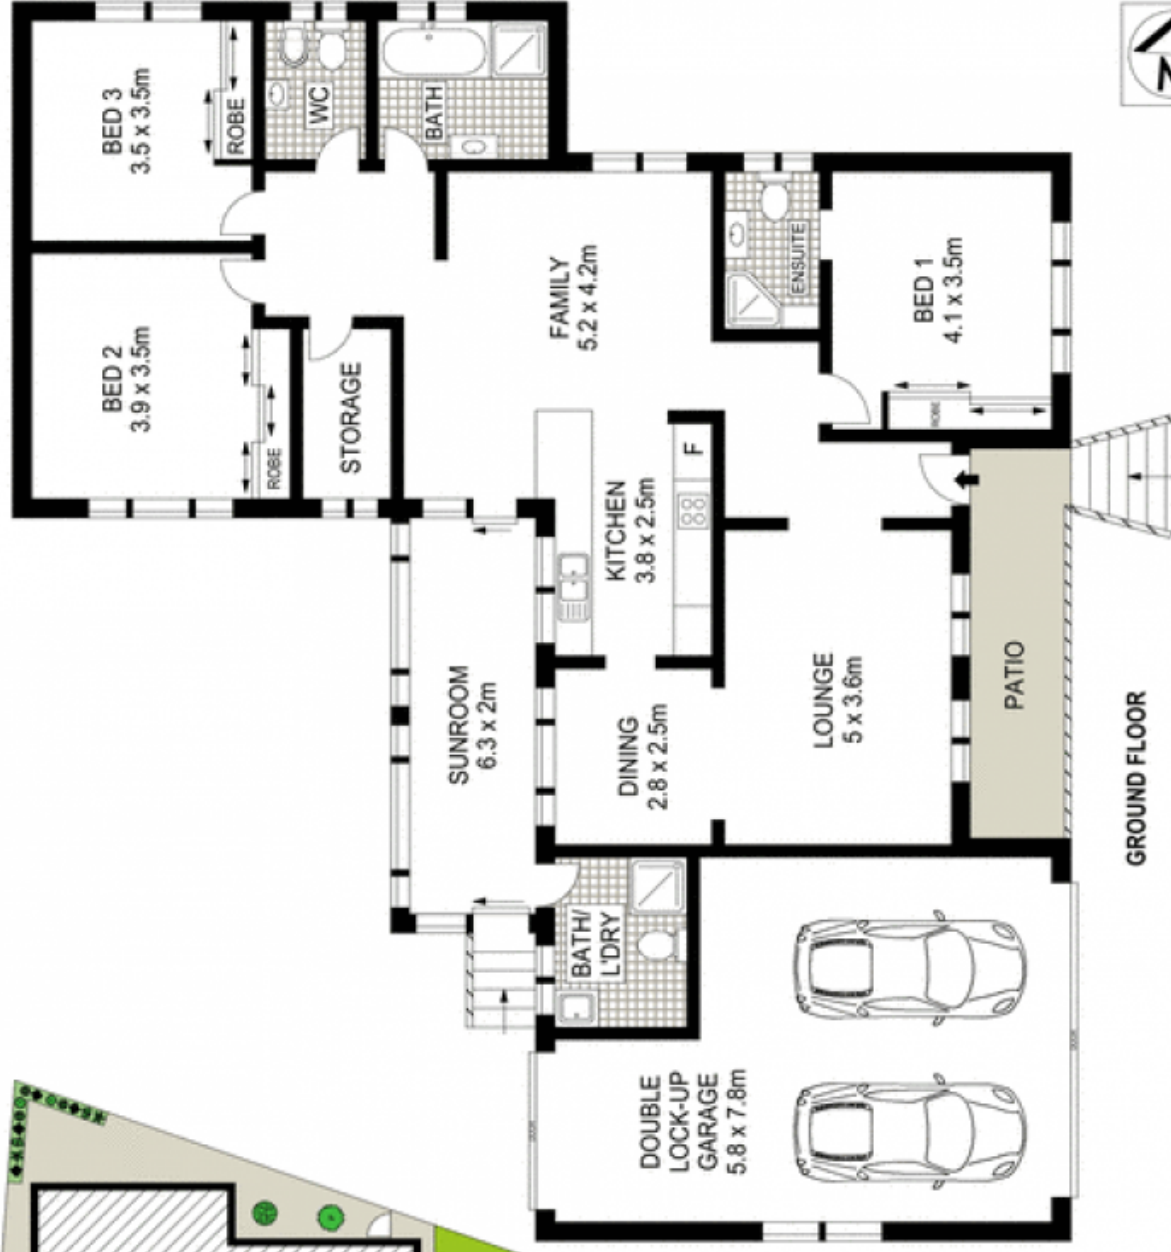 BED 3
3.5 x 3.5m
ROBE
WC
BATH
BED 2
3.9 x 3.5m
ROBE
STORAGE
FAMILY
5.2 x 4.2m
ENSUITE
BED 1
4.1 x 3.5m
ROBE
F
KITCHEN
3.8 x 2.5m
SUNROOM
6.3 x 2m
DINING
2.8 x 2.5m
LOUNGE
5 x 3.6m
PATIO
GROUND FLOOR
BATH/
L'DRY
DOUBLE
LOCK-UP
GARAGE
5.8 x 7.8m
N